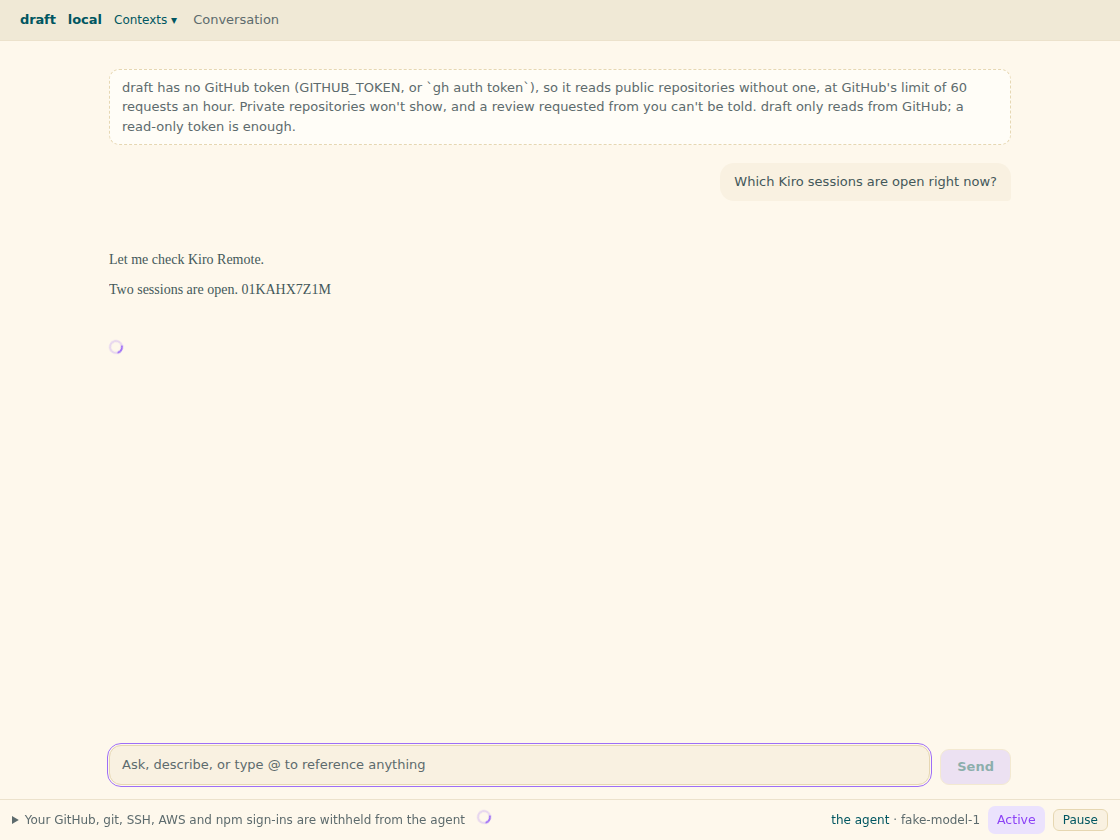 draft local Contexts ▾ Conversation
draft has no GitHub token (GITHUB_TOKEN, or `gh auth token`), so it reads public repositories without one, at GitHub's limit of 60
requests an hour. Private repositories won't show, and a review requested from you can't be told. draft only reads from GitHub; a
read-only token is enough.
Which Kiro sessions are open right now?
Let me check Kiro Remote.
Two sessions are open. 01KAHX7Z1M
Ask, describe, or type @ to reference anything
Send
▶ Your GitHub, git, SSH, AWS and npm sign-ins are withheld from the agent
the agent · fake-model-1 Active Pause